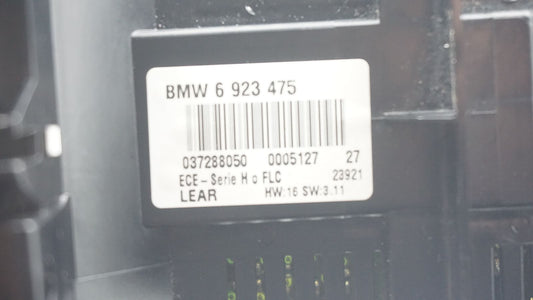 BMW 6 923 475
037288050 0005127 27
ECE-Serie H o FLC 23921
LEAR HW:16 SW:3.11